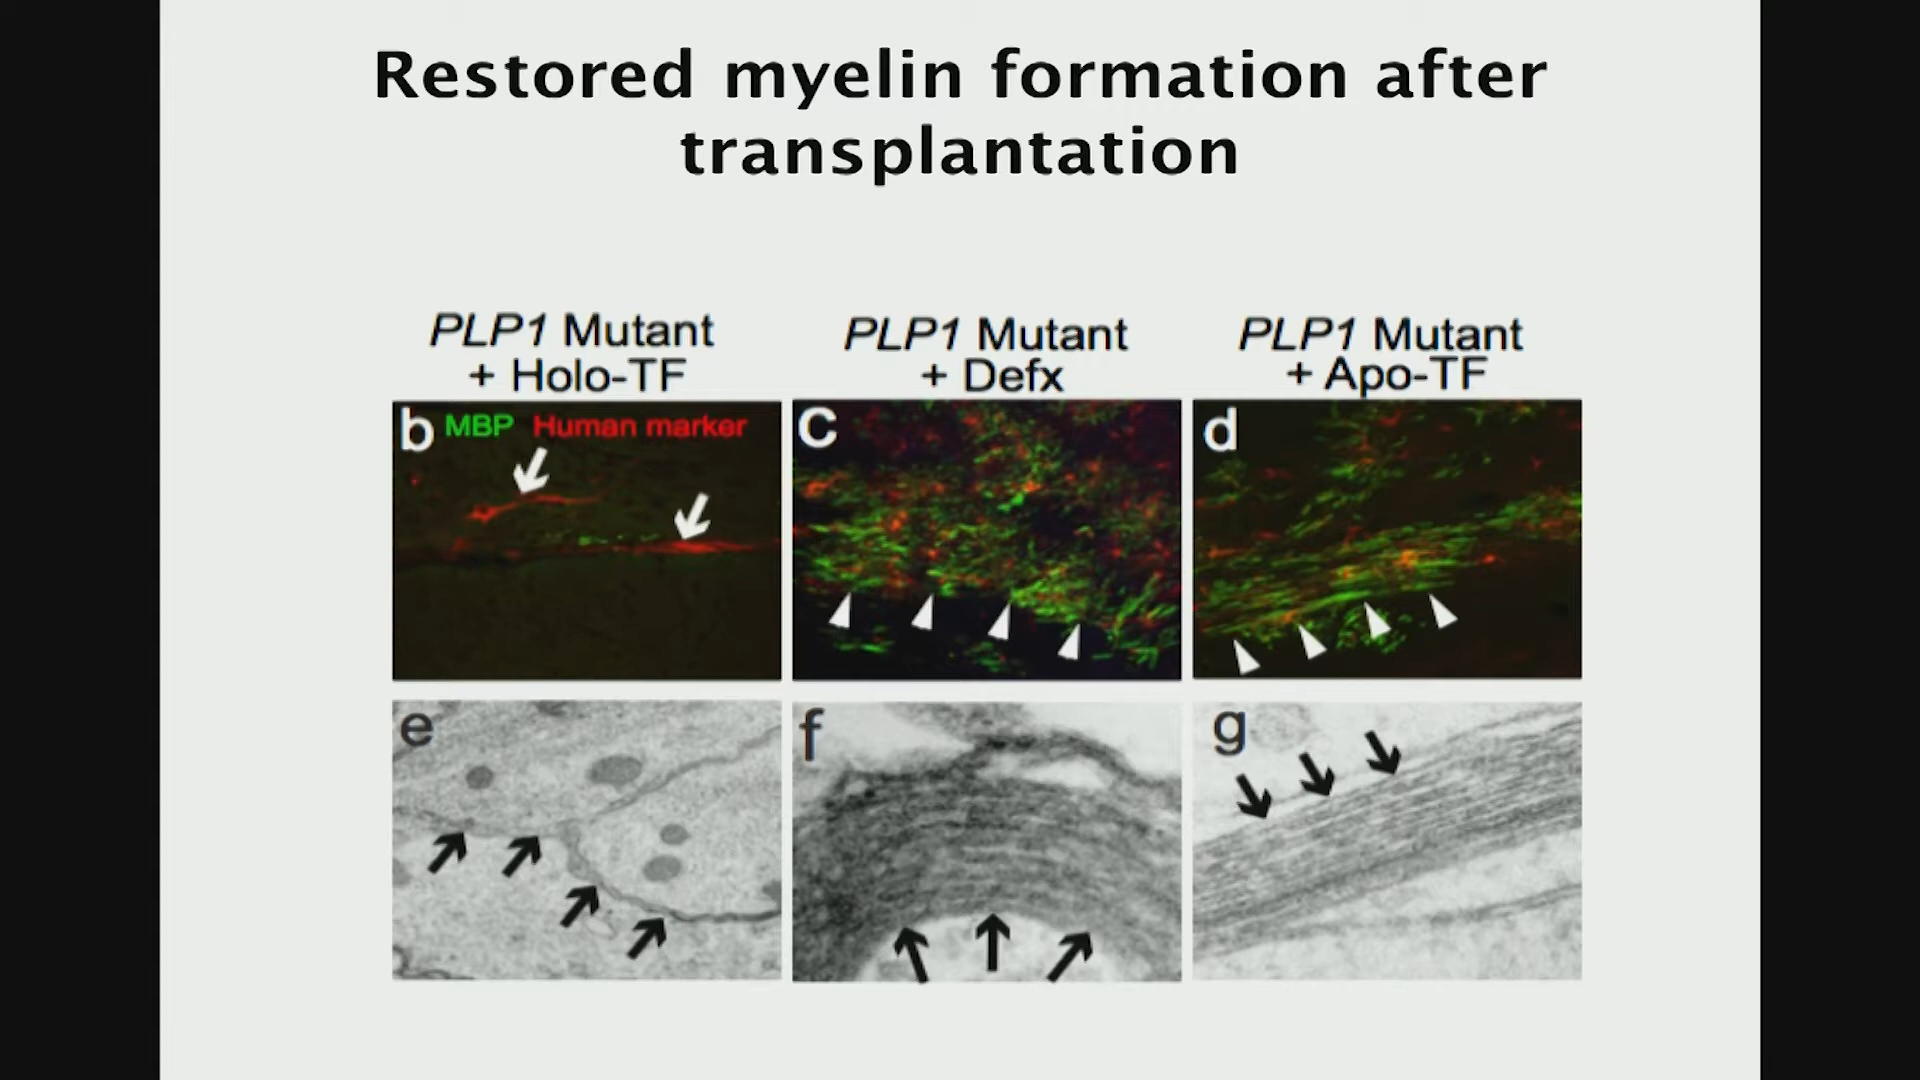 Restored myelin formation after
transplantation
PLP1 Mutant
+ Holo-TF
PLP1 Mutant
+ Defx
PLP1 Mutant
+ Apo-TF
b MBP Human marker
c
d
e
f
g